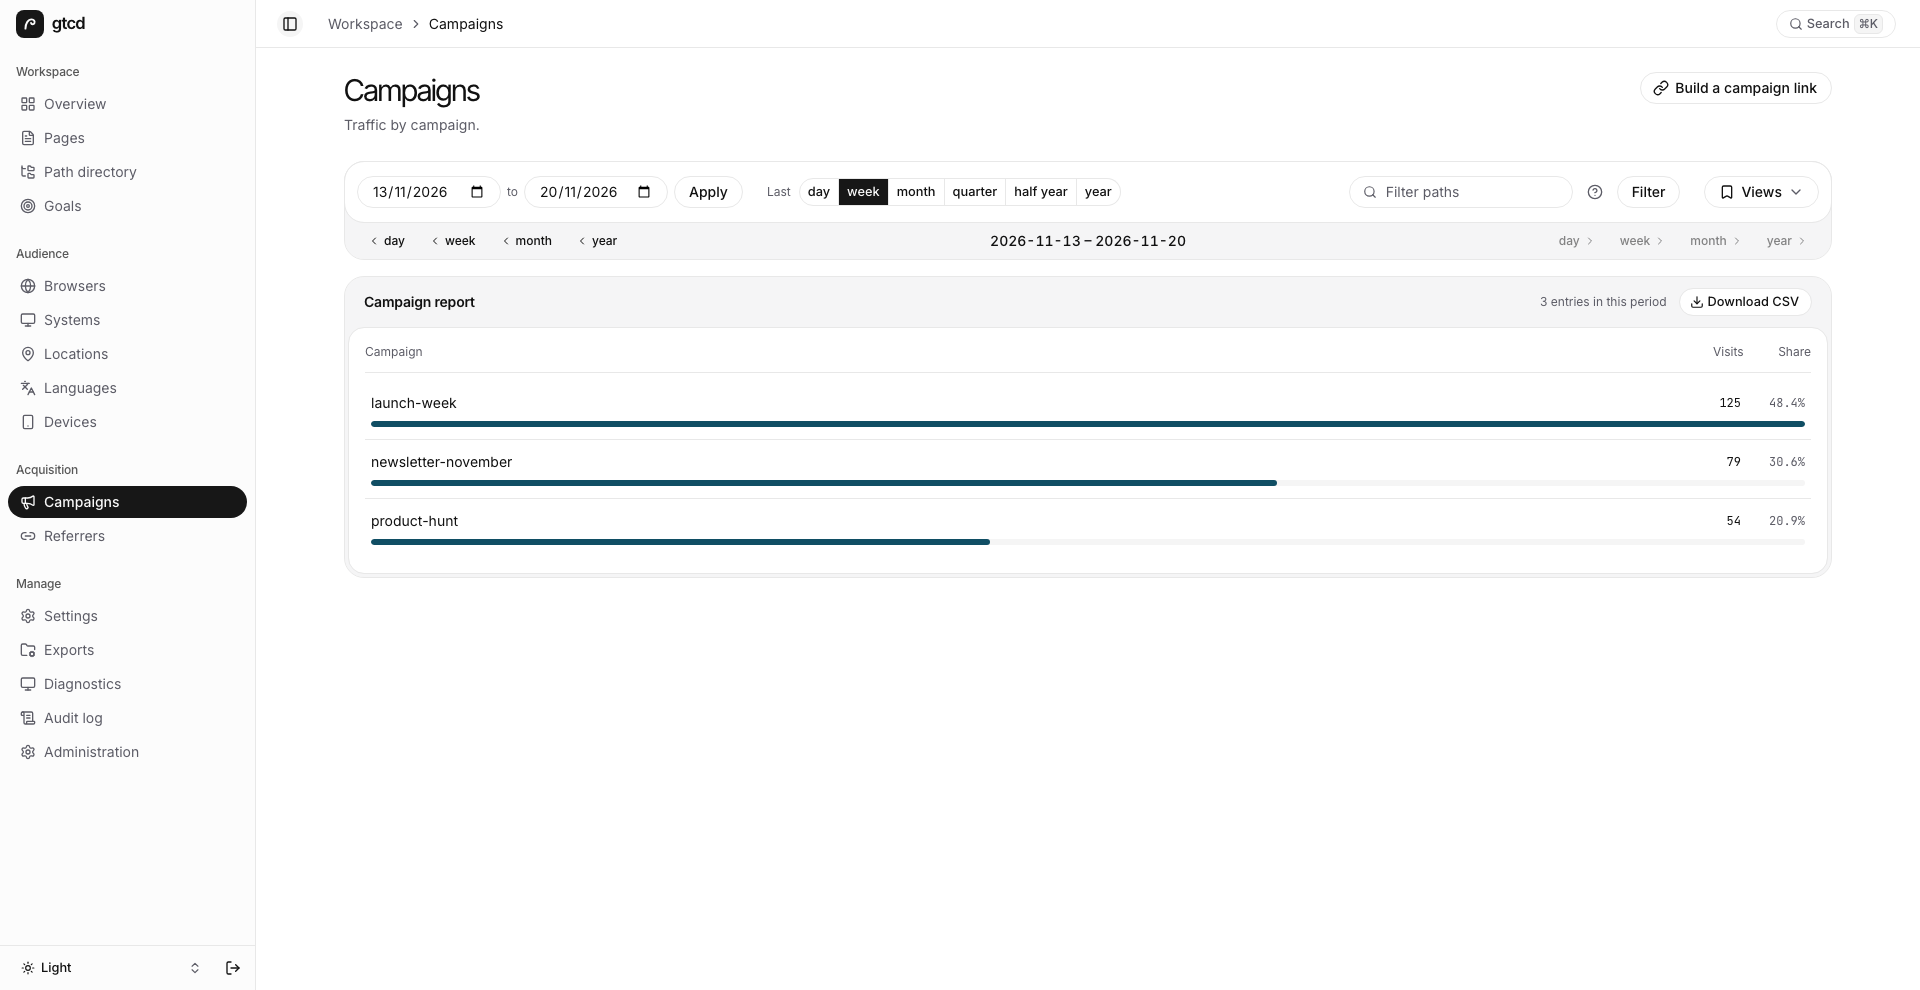 gtcd
Workspace
Overview
Pages
Path directory
Goals
Audience
Browsers
Systems
Locations
Languages
Devices
Acquisition
Campaigns
Referrers
Manage
Settings
Exports
Diagnostics
Audit log
Administration
Light
Workspace > Campaigns
Search ⌘K
Campaigns
Traffic by campaign.
Build a campaign link
13/11/2026 to 20/11/2026 Apply Last day week month quarter half year year Filter paths Filter Views
‹ day ‹ week ‹ month ‹ year 2026-11-13 – 2026-11-20 day › week › month › year ›
Campaign report 3 entries in this period Download CSV
Campaign Visits Share
launch-week 125 48.4%
newsletter-november 79 30.6%
product-hunt 54 20.9%